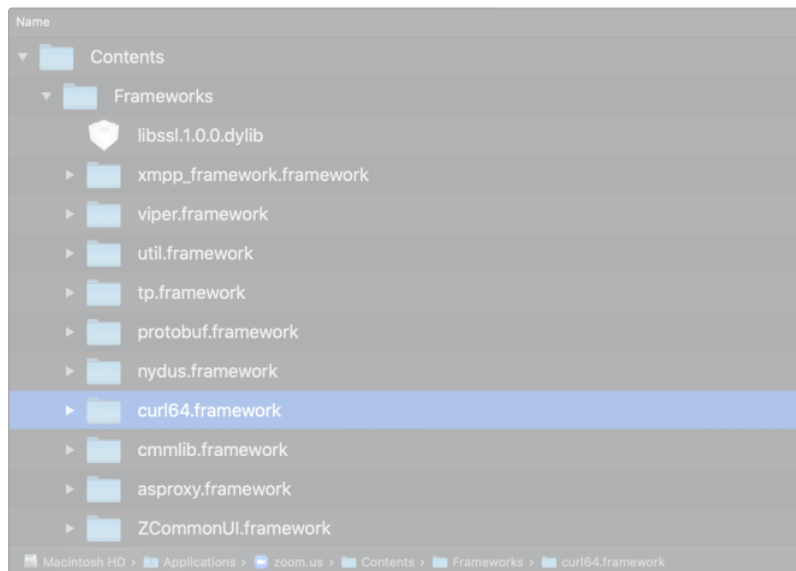 Name
Contents
Frameworks
libssl.1.0.0.dylib
xmpp_framework.framework
viper.framework
util.framework
tp.framework
protobuf.framework
nydus.framework
curl64.framework
cmmlib.framework
asproxy.framework
ZCommonUI.framework
Macintosh HD › Applications › zoom.us › Contents › Frameworks › curl64.framework